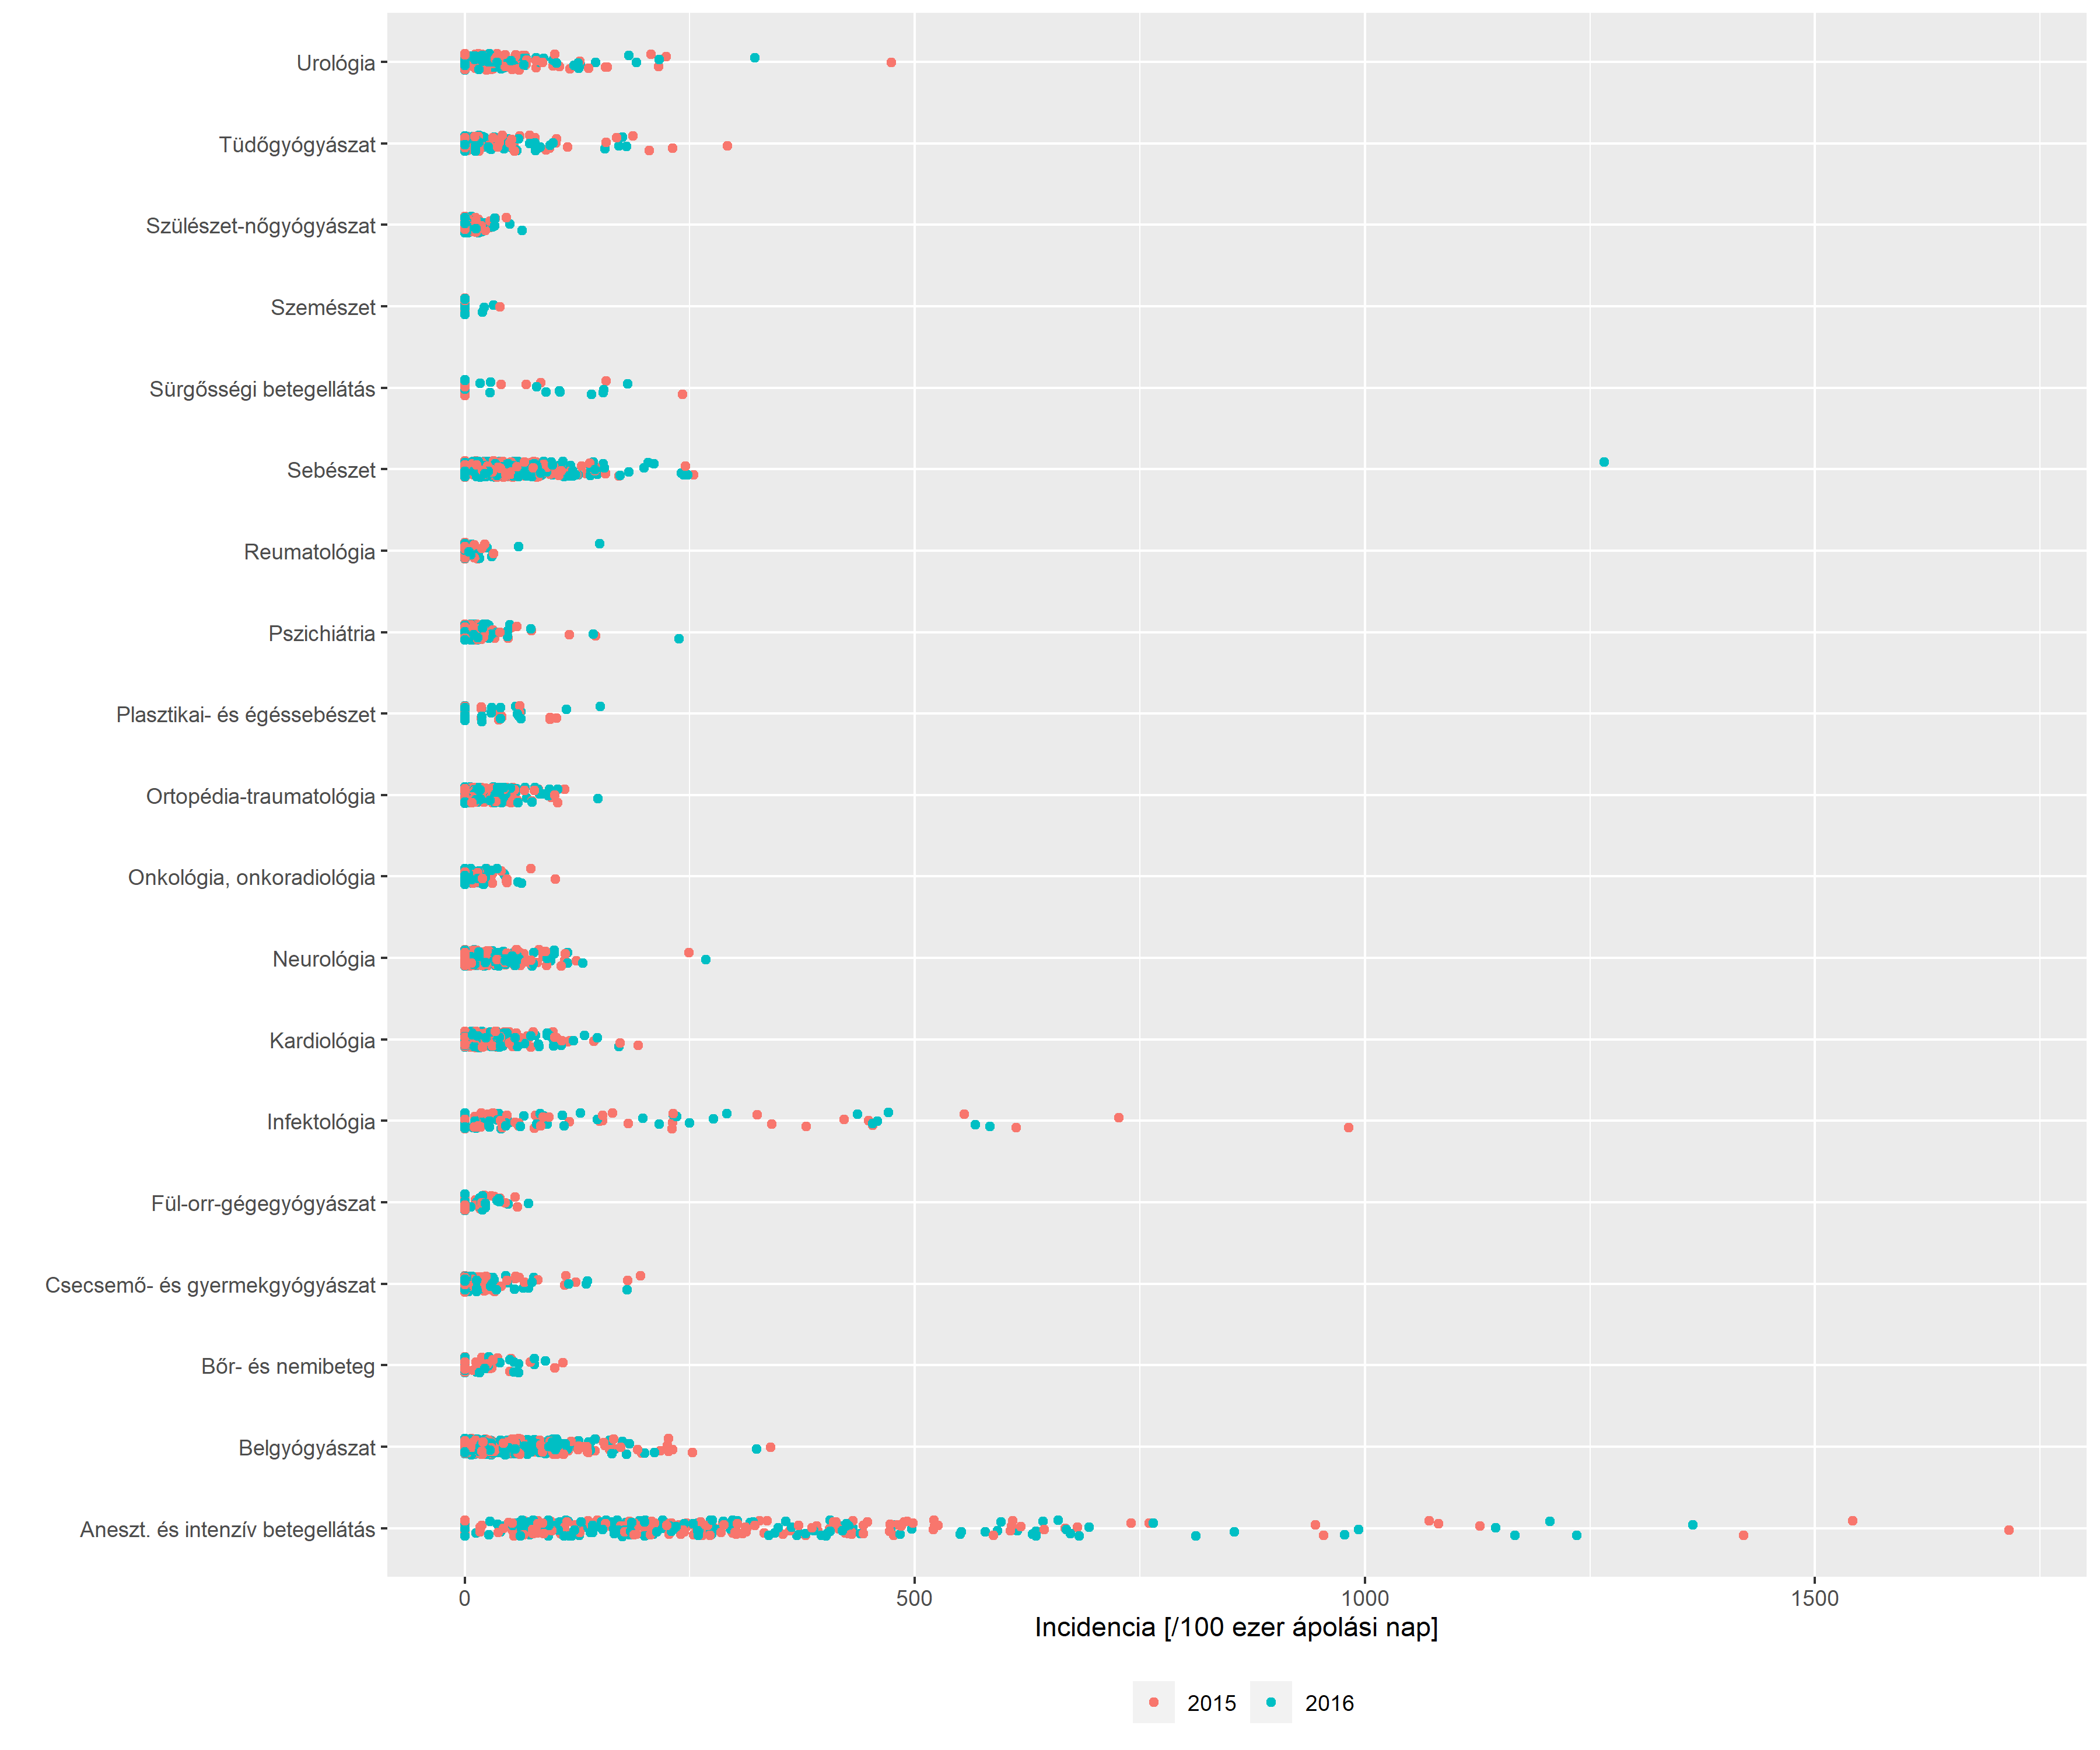 Urológia
Tüdőgyógyászat
Szülészet-nőgyógyászat
Szemészet
Sürgősségi betegellátás
Sebészet
Reumatológia
Pszichiátria
Plasztikai- és égéssebészet
Ortopédia-traumatológia
Onkológia, onkoradiológia
Neurológia
Kardiológia
Infektológia
Fül-orr-gégegyógyászat
Csecsemő- és gyermekgyógyászat
Bőr- és nemibeteg
Belgyógyászat
Aneszt. és intenzív betegellátás
0 500 1000 1500
Incidencia [/100 ezer ápolási nap]
2015 2016